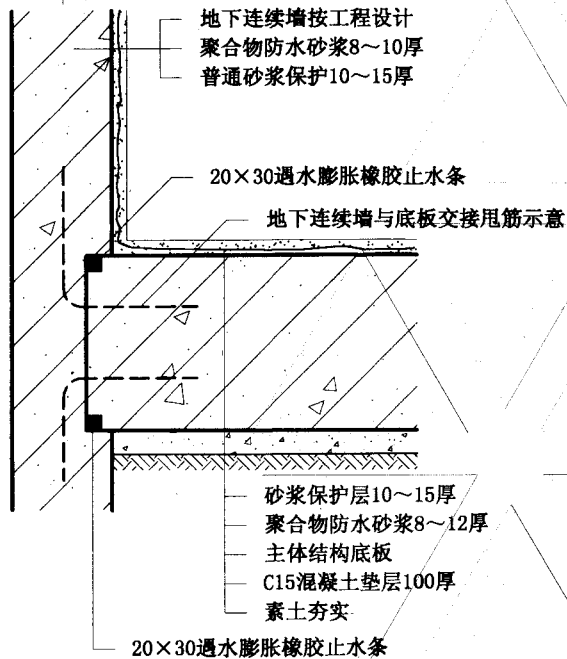 地下连续墙按工程设计
聚合物防水砂浆8～10厚
普通砂浆保护10～15厚
20×30遇水膨胀橡胶止水条
地下连续墙与底板交接甩筋示意
砂浆保护层10～15厚
聚合物防水砂浆8～12厚
主体结构底板
C15混凝土垫层100厚
素土夯实
20×30遇水膨胀橡胶止水条